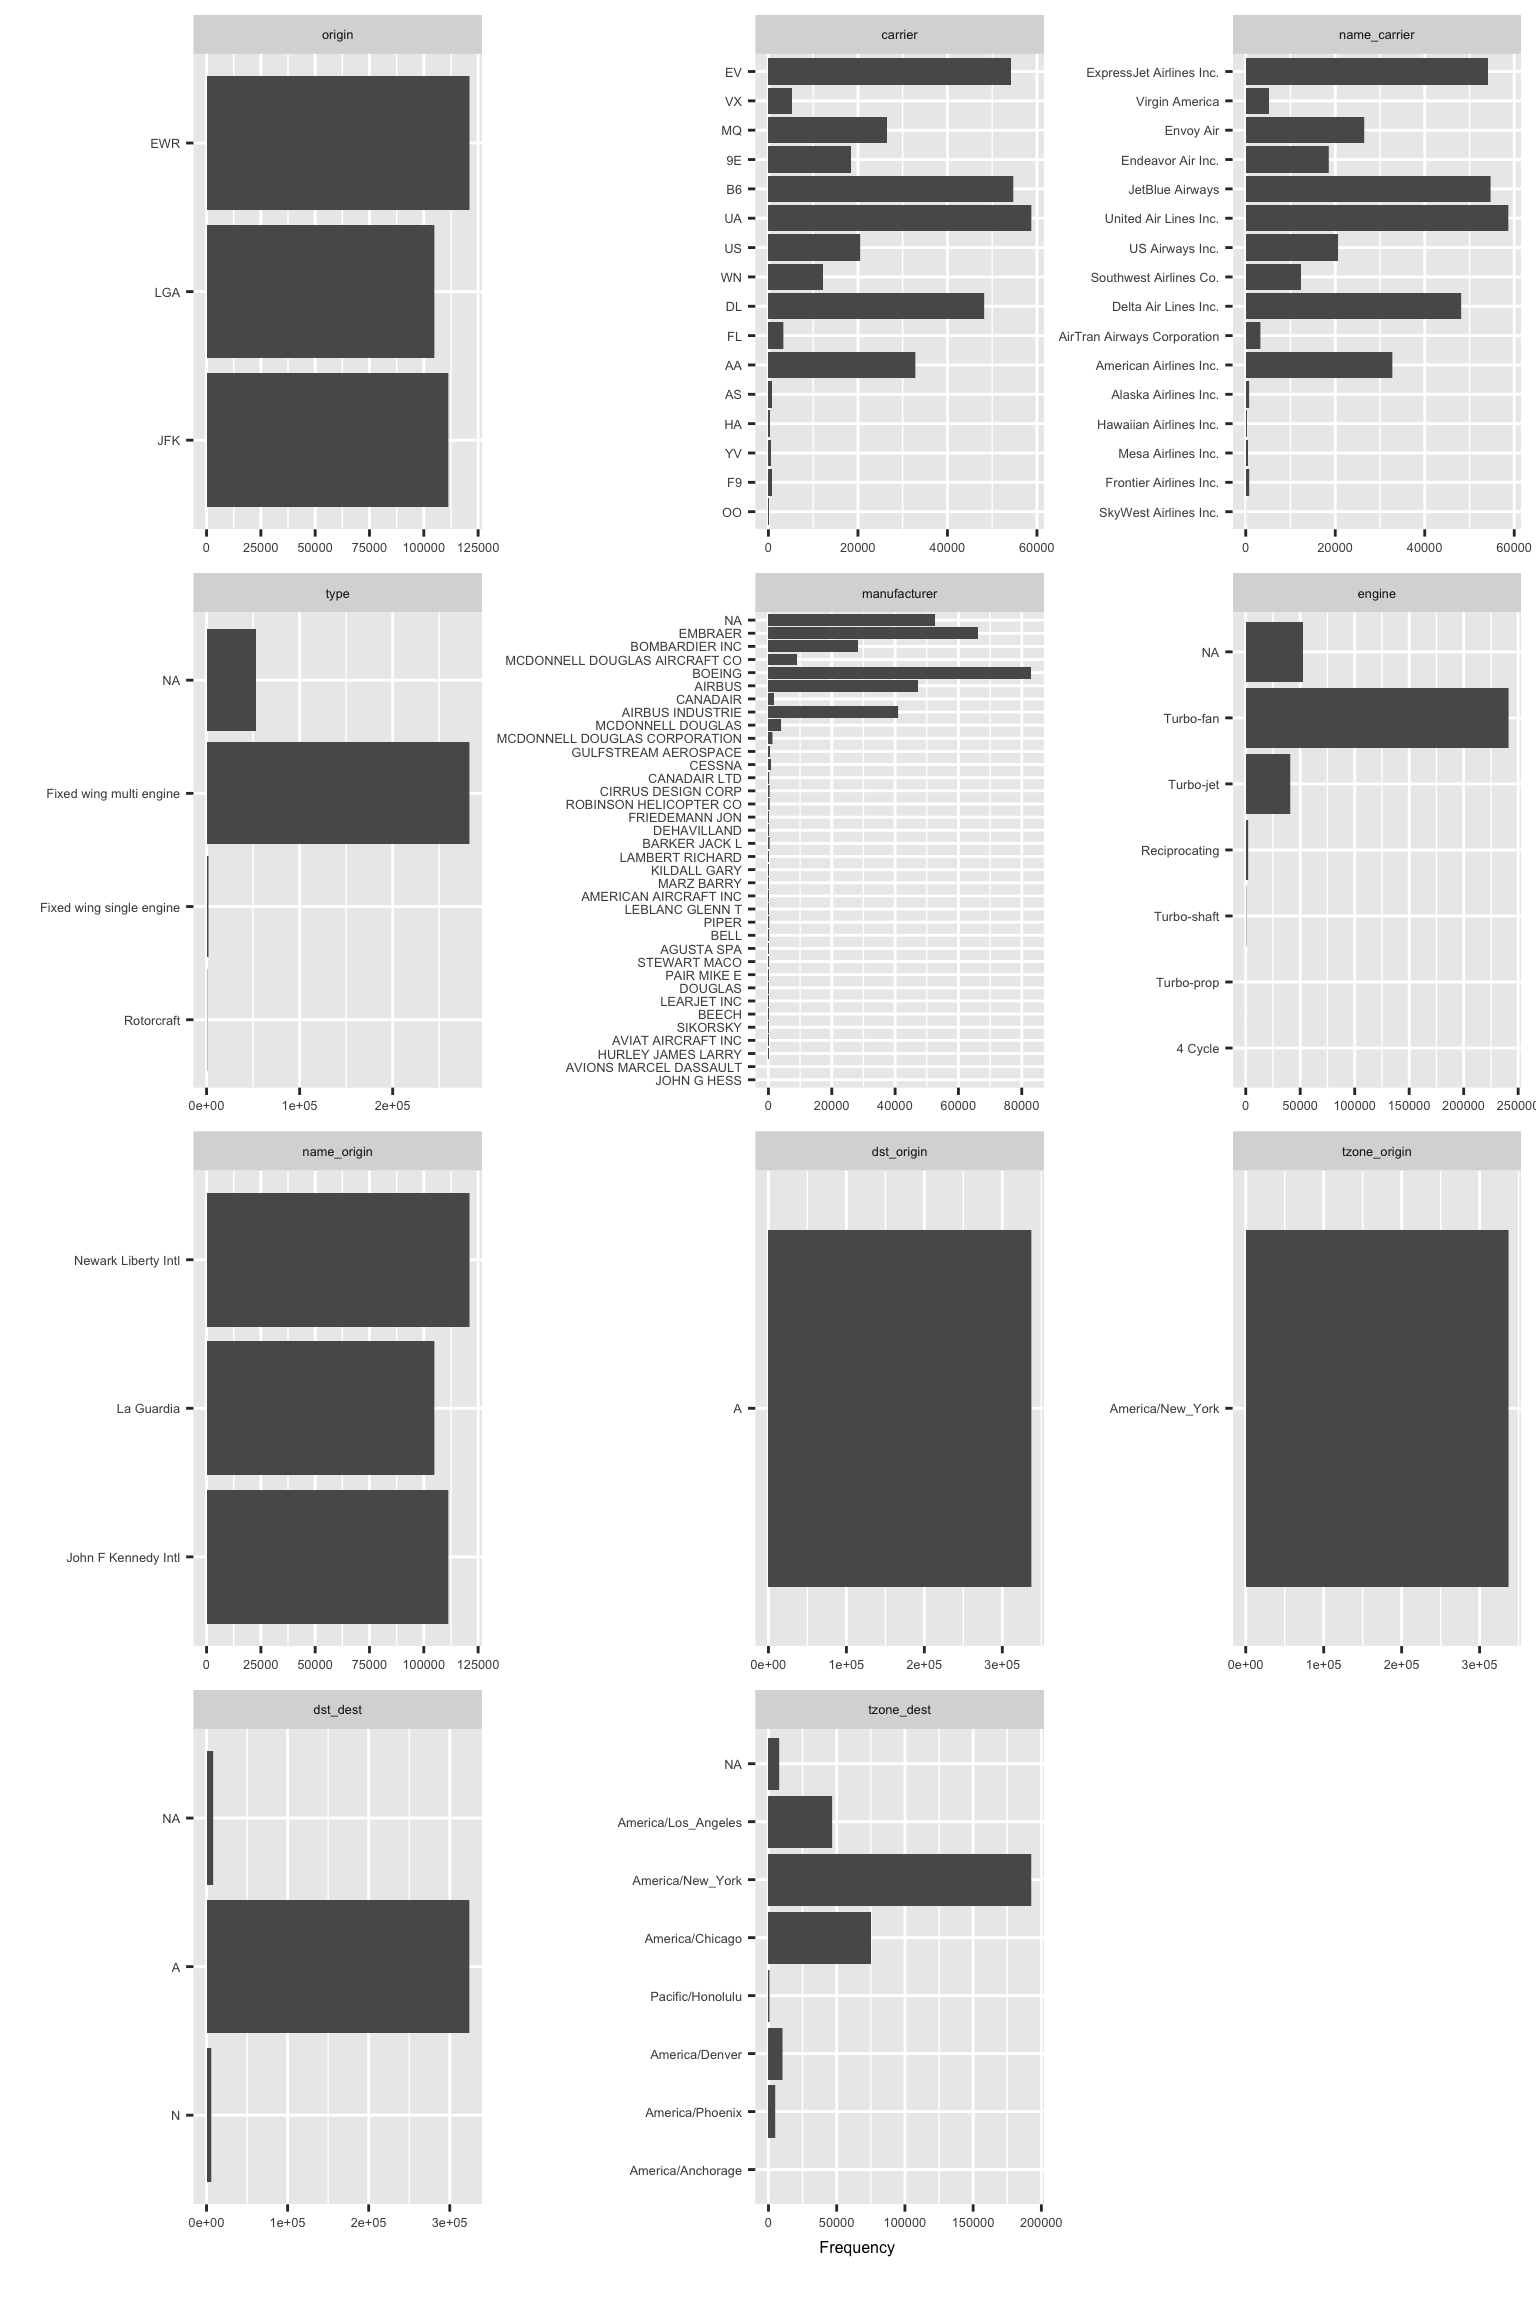 origin
EWR
LGA
JFK
0 25000 50000 75000 100000 125000
carrier
EV
VX
MQ
9E
B6
UA
US
WN
DL
FL
AA
AS
HA
YV
F9
OO
0 20000 40000 60000
name_carrier
ExpressJet Airlines Inc.
Virgin America
Envoy Air
Endeavor Air Inc.
JetBlue Airways
United Air Lines Inc.
US Airways Inc.
Southwest Airlines Co.
Delta Air Lines Inc.
AirTran Airways Corporation
American Airlines Inc.
Alaska Airlines Inc.
Hawaiian Airlines Inc.
Mesa Airlines Inc.
Frontier Airlines Inc.
SkyWest Airlines Inc.
0 20000 40000 60000
type
NA
Fixed wing multi engine
Fixed wing single engine
Rotorcraft
0e+00 1e+05 2e+05
manufacturer
NA
EMBRAER
BOMBARDIER INC
MCDONNELL DOUGLAS AIRCRAFT CO
BOEING
AIRBUS
CANADAIR
AIRBUS INDUSTRIE
MCDONNELL DOUGLAS
MCDONNELL DOUGLAS CORPORATION
GULFSTREAM AEROSPACE
CESSNA
CANADAIR LTD
CIRRUS DESIGN CORP
ROBINSON HELICOPTER CO
FRIEDEMANN JON
DEHAVILLAND
BARKER JACK L
LAMBERT RICHARD
KILDALL GARY
MARZ BARRY
AMERICAN AIRCRAFT INC
LEBLANC GLENN T
PIPER
BELL
AGUSTA SPA
STEWART MACO
PAIR MIKE E
DOUGLAS
LEARJET INC
BEECH
SIKORSKY
AVIAT AIRCRAFT INC
HURLEY JAMES LARRY
AVIONS MARCEL DASSAULT
JOHN G HESS
0 20000 40000 60000 80000
engine
NA
Turbo-fan
Turbo-jet
Reciprocating
Turbo-shaft
Turbo-prop
4 Cycle
0 50000 100000 150000 200000 250000
name_origin
Newark Liberty Intl
La Guardia
John F Kennedy Intl
0 25000 50000 75000 100000 125000
dst_origin
A
0e+00 1e+05 2e+05 3e+05
tzone_origin
America/New_York
0e+00 1e+05 2e+05 3e+05
dst_dest
NA
A
N
0e+00 1e+05 2e+05 3e+05
tzone_dest
NA
America/Los_Angeles
America/New_York
America/Chicago
Pacific/Honolulu
America/Denver
America/Phoenix
America/Anchorage
0 50000 100000 150000 200000
Frequency